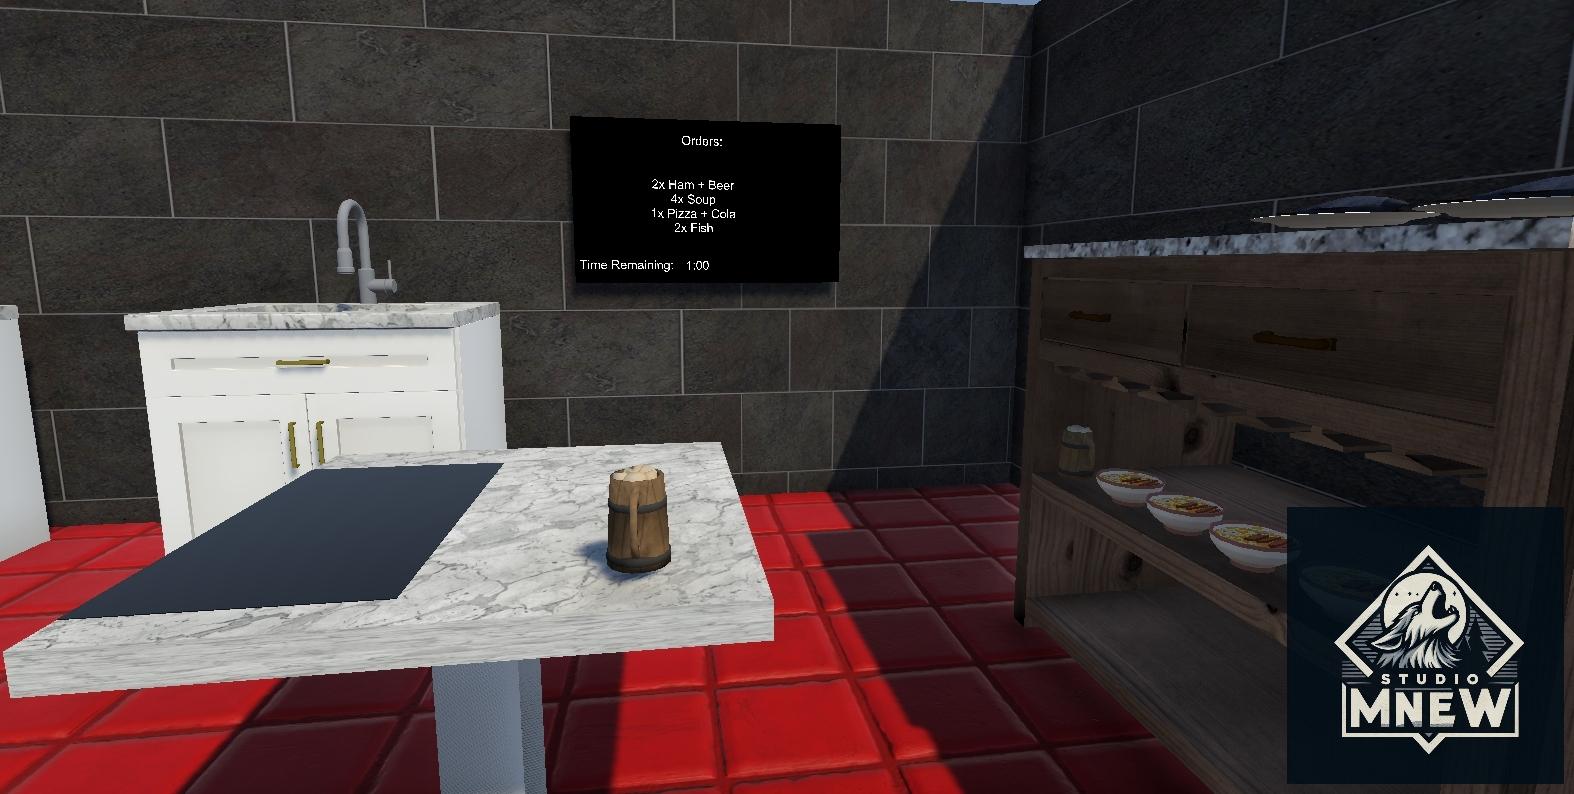 Orders:
2x Ham + Beer
4x Soup
1x Pizza + Cola
2x Fish
Time Remaining: 1:00
STUDIO
MNEW